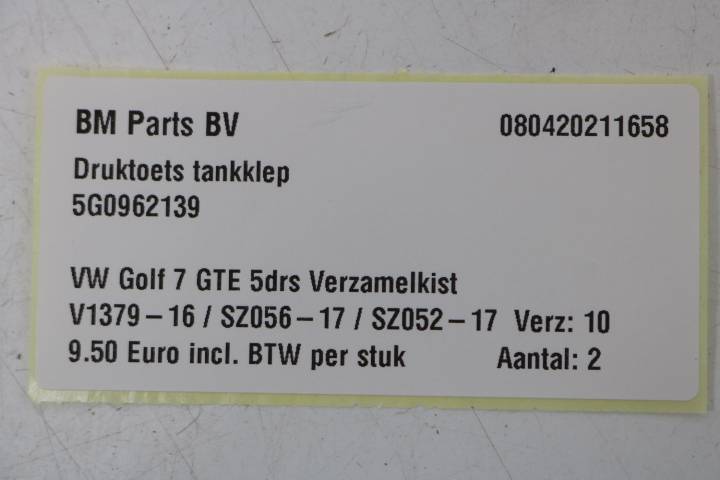 BM Parts BV 080420211658
Druktoets tankklep
5G0962139
VW Golf 7 GTE 5drs Verzamelkist
V1379 – 16 / SZ056 – 17 / SZ052 – 17 Verz: 10
9.50 Euro incl. BTW per stuk Aantal: 2